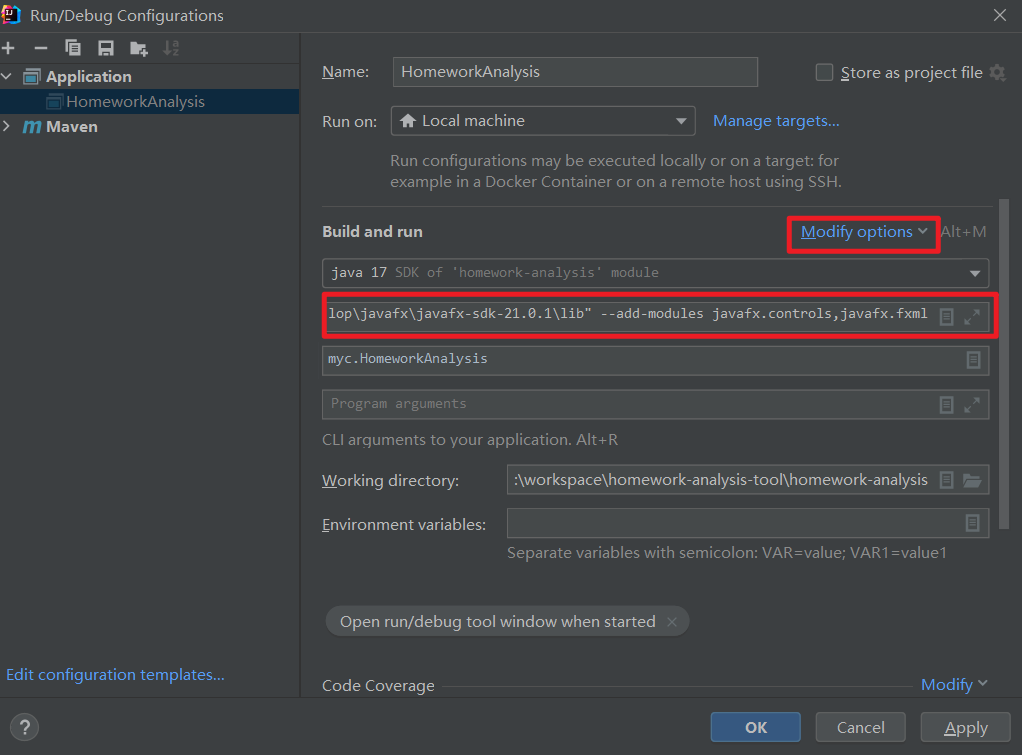 Run/Debug Configurations
Application
HomeworkAnalysis
Maven
Name: HomeworkAnalysis Store as project file
Run on: Local machine Manage targets...
Run configurations may be executed locally or on a target: for
example in a Docker Container or on a remote host using SSH.
Build and run Modify options Alt+M
java 17 SDK of 'homework-analysis' module
lop\javafx\javafx-sdk-21.0.1\lib" --add-modules javafx.controls,javafx.fxml
myc.HomeworkAnalysis
Program arguments
CLI arguments to your application. Alt+R
Working directory: :\workspace\homework-analysis-tool\homework-analysis
Environment variables:
Separate variables with semicolon: VAR=value; VAR1=value1
Open run/debug tool window when started ×
Edit configuration templates...
Code Coverage Modify
? OK Cancel Apply